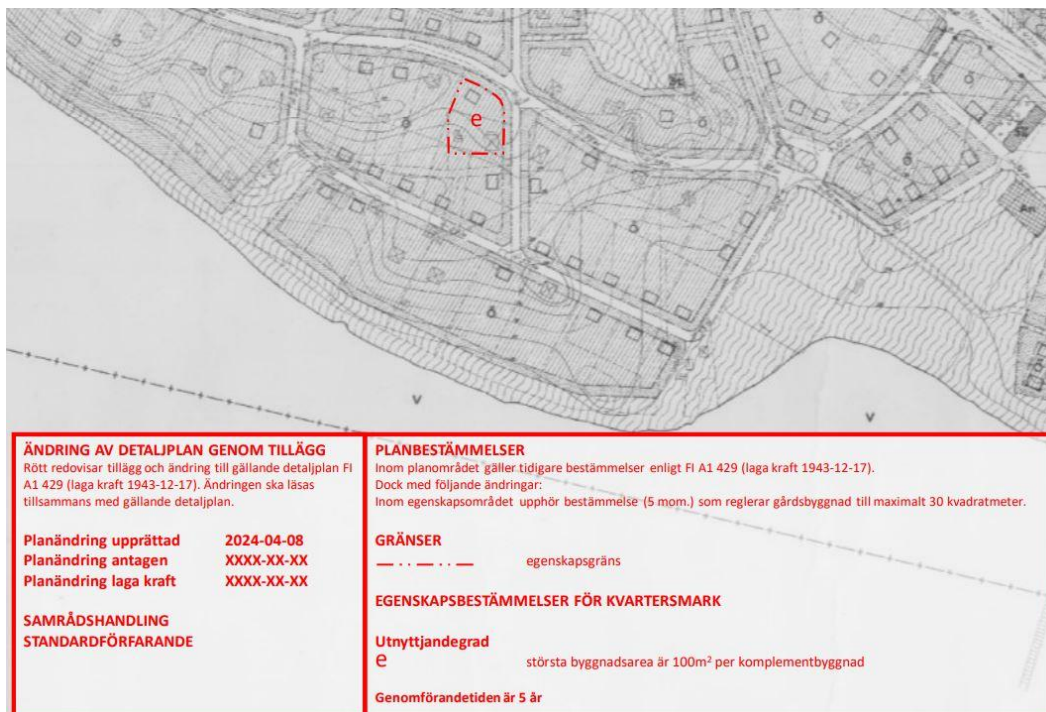 e
ö
ö
ö
ö
ö
ö
ö
An
v
v
ÄNDRING AV DETALJPLAN GENOM TILLÄGG
Rött redovisar tillägg och ändring till gällande detaljplan FI
A1 429 (laga kraft 1943-12-17). Ändringen ska läsas
tillsammans med gällande detaljplan.
Planändring upprättad 2024-04-08
Planändring antagen XXXX-XX-XX
Planändring laga kraft XXXX-XX-XX
SAMRÅDSHANDLING
STANDARDFÖRFARANDE
PLANBESTÄMMELSER
Inom planområdet gäller tidigare bestämmelser enligt FI A1 429 (laga kraft 1943-12-17).
Dock med följande ändringar:
Inom egenskapsområdet upphör bestämmelse (5 mom.) som reglerar gårdsbyggnad till maximalt 30 kvadratmeter.
GRÄNSER
egenskapsgräns
EGENSKAPSBESTÄMMELSER FÖR KVARTERSMARK
Utnyttjandegrad
e största byggnadsarea är 100m² per komplementbyggnad
Genomförandetiden är 5 år